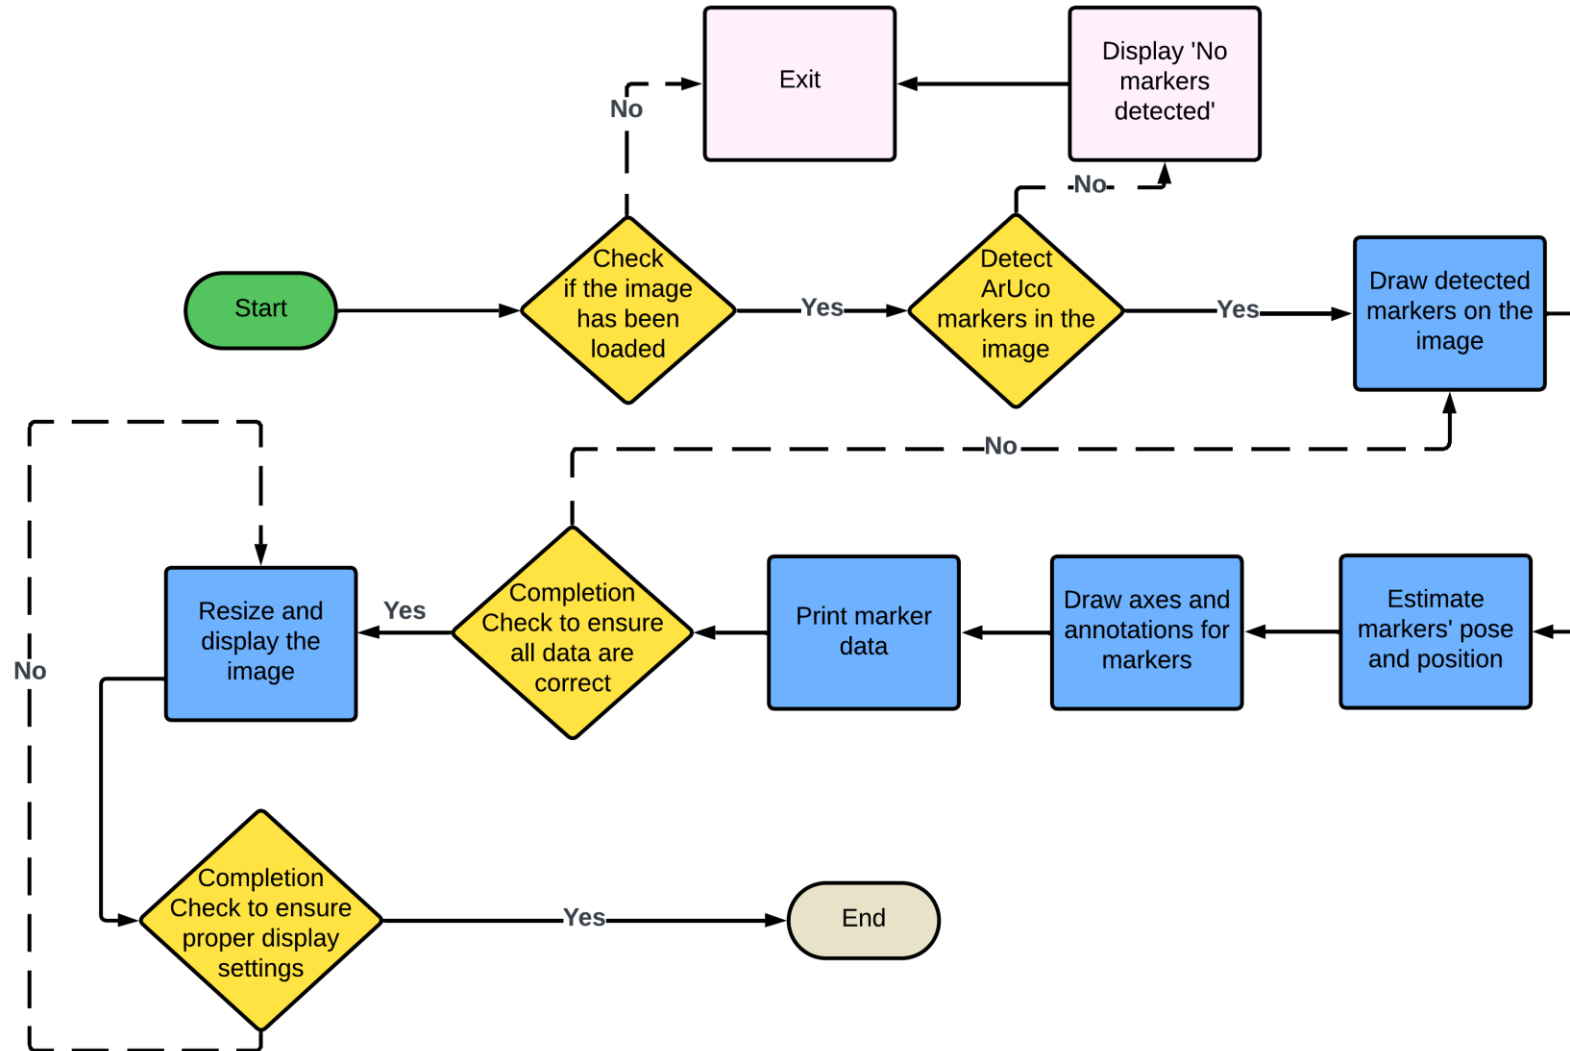 Exit
Display 'No
markers
detected'
No
No
Start
Check
if the image
has been
loaded
Yes
Detect
ArUco
markers in the
image
Yes
Draw detected
markers on the
image
No
Resize and
display the
image
Yes
Completion
Check to ensure
all data are
correct
Print marker
data
Draw axes and
annotations for
markers
Estimate
markers' pose
and position
No
Completion
Check to ensure
proper display
settings
Yes
End